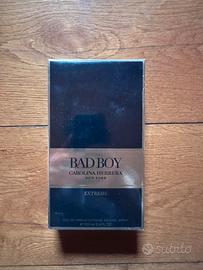 BAD BOY
CAROLINA HERRERA
NEW YORK
EXTREME
subito